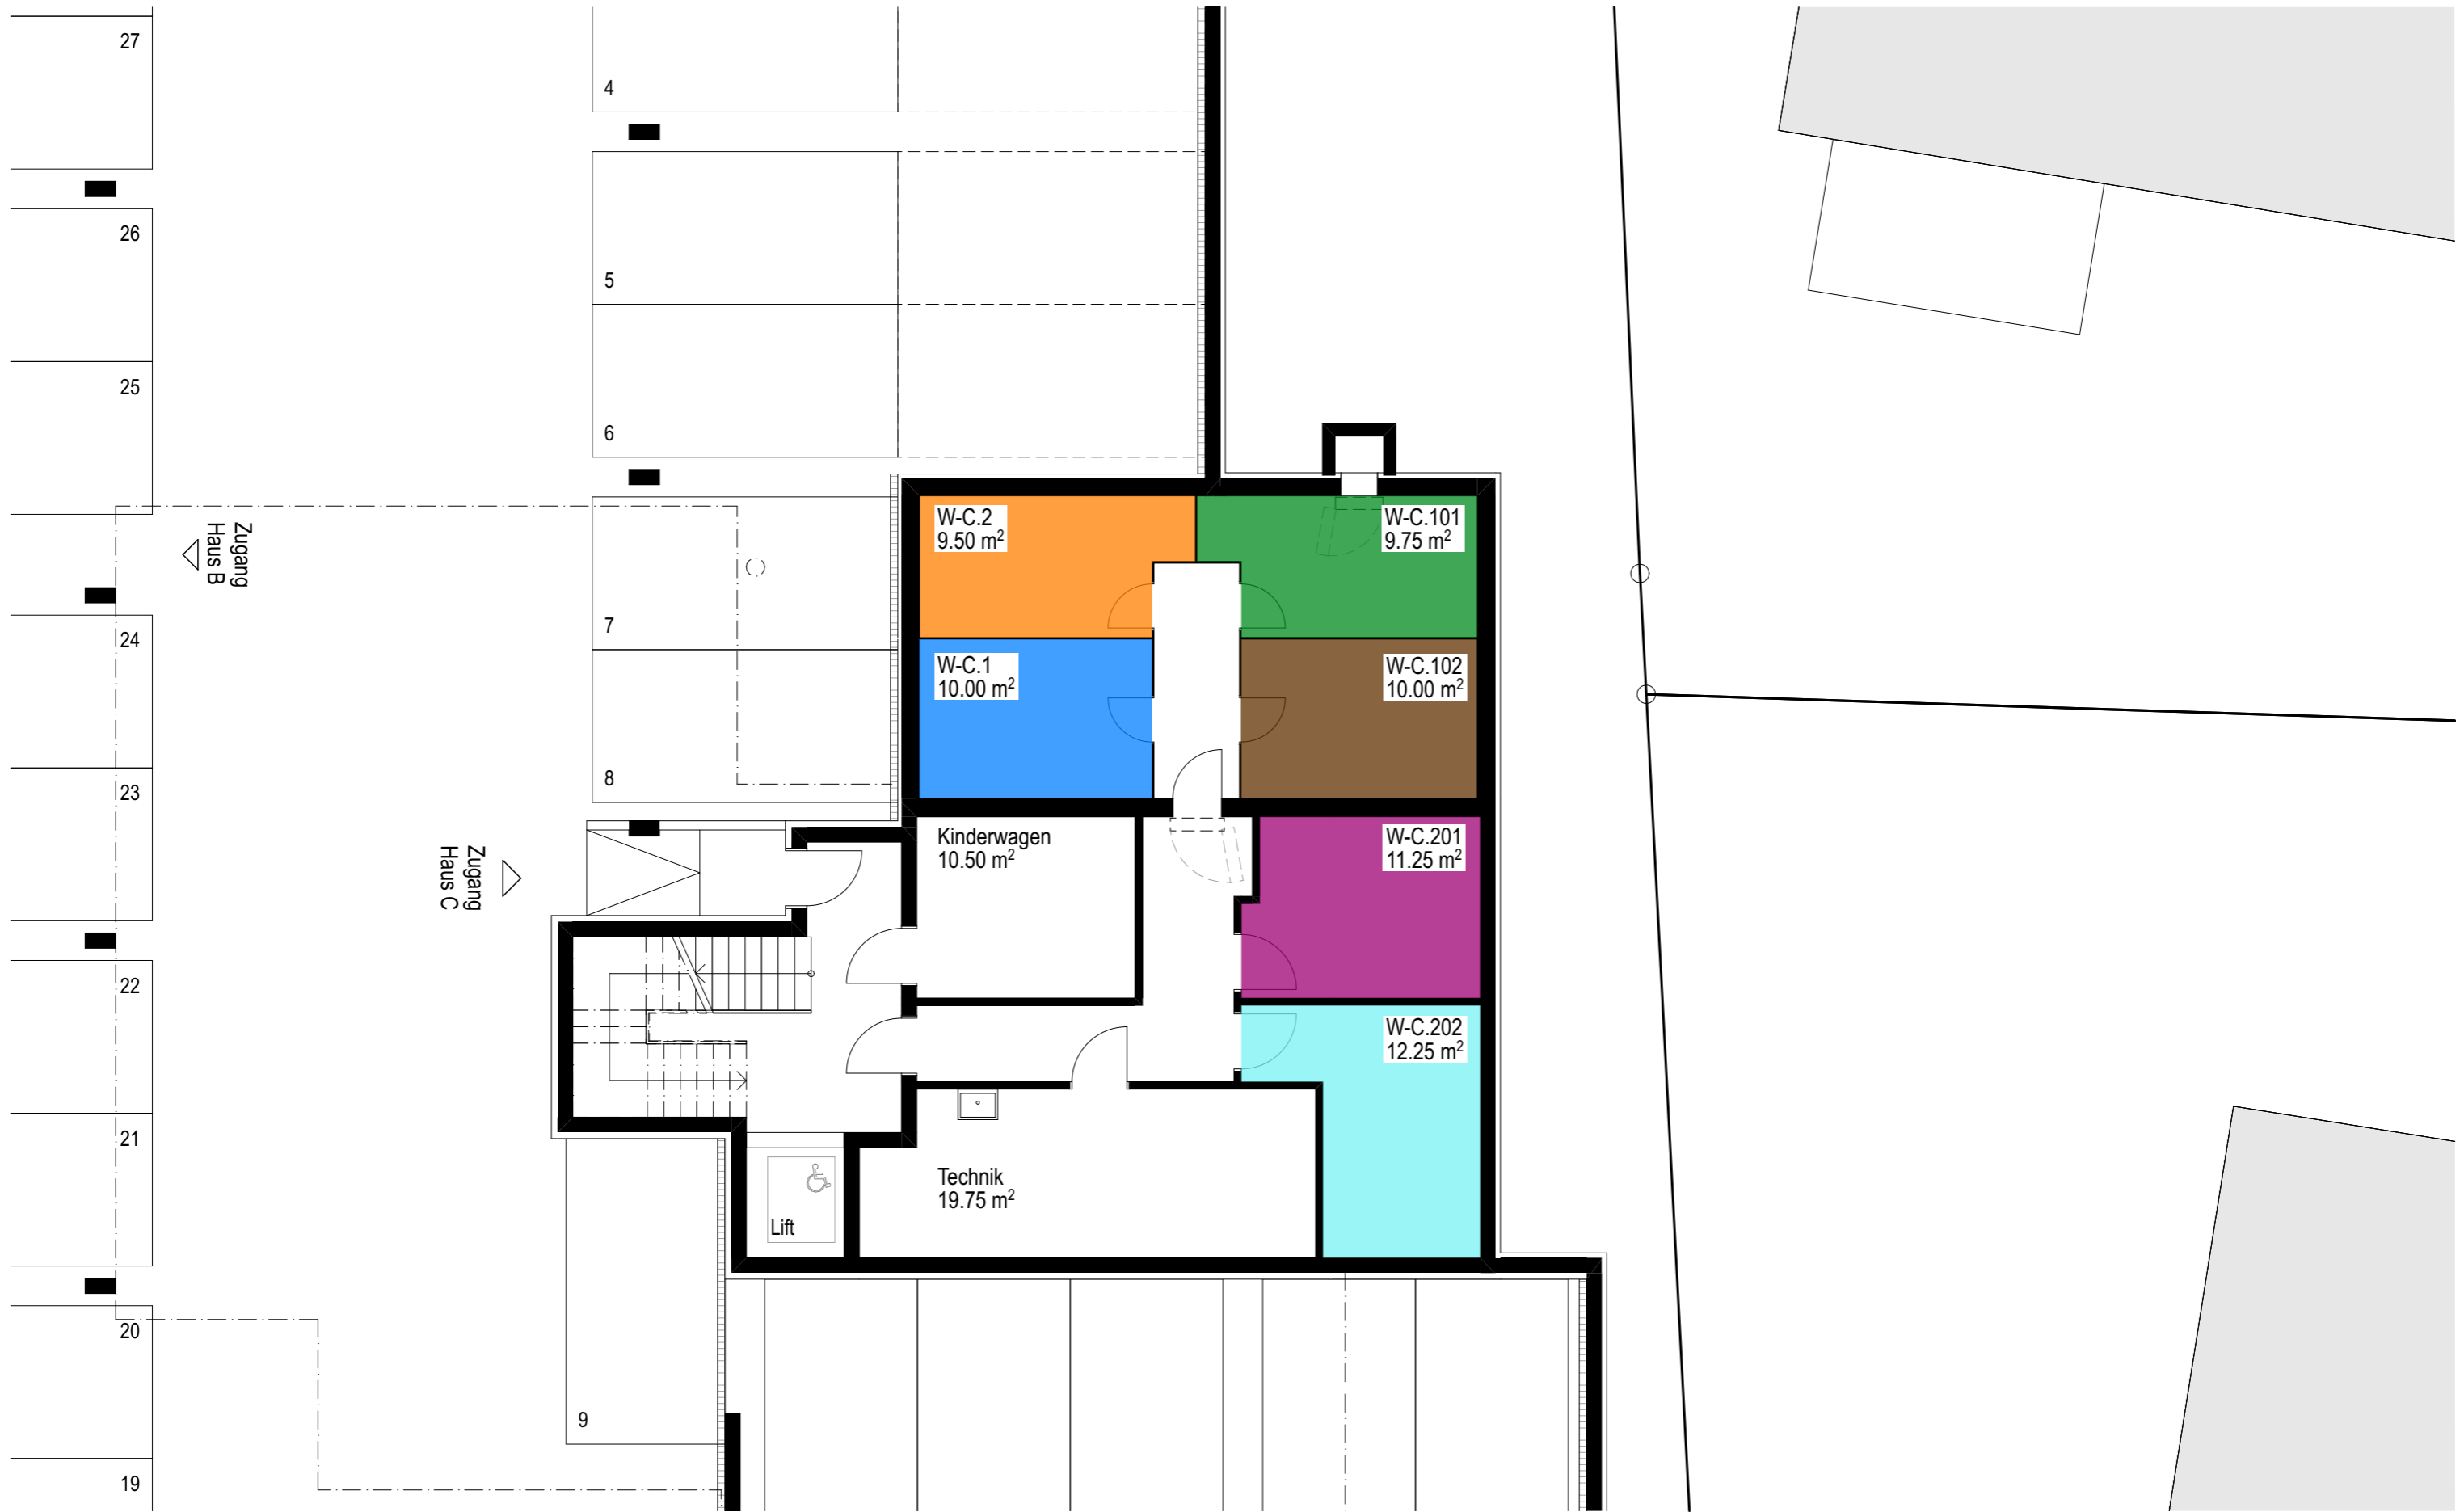 27
4
26
5
25
6
Zugang
Haus B
W-C.2
9.50 m²
W-C.101
9.75 m²
24
7
W-C.1
10.00 m²
W-C.102
10.00 m²
23
8
Zugang
Haus C
Kinderwagen
10.50 m²
W-C.201
11.25 m²
22
W-C.202
12.25 m²
21
Technik
19.75 m²
Lift
20
9
19